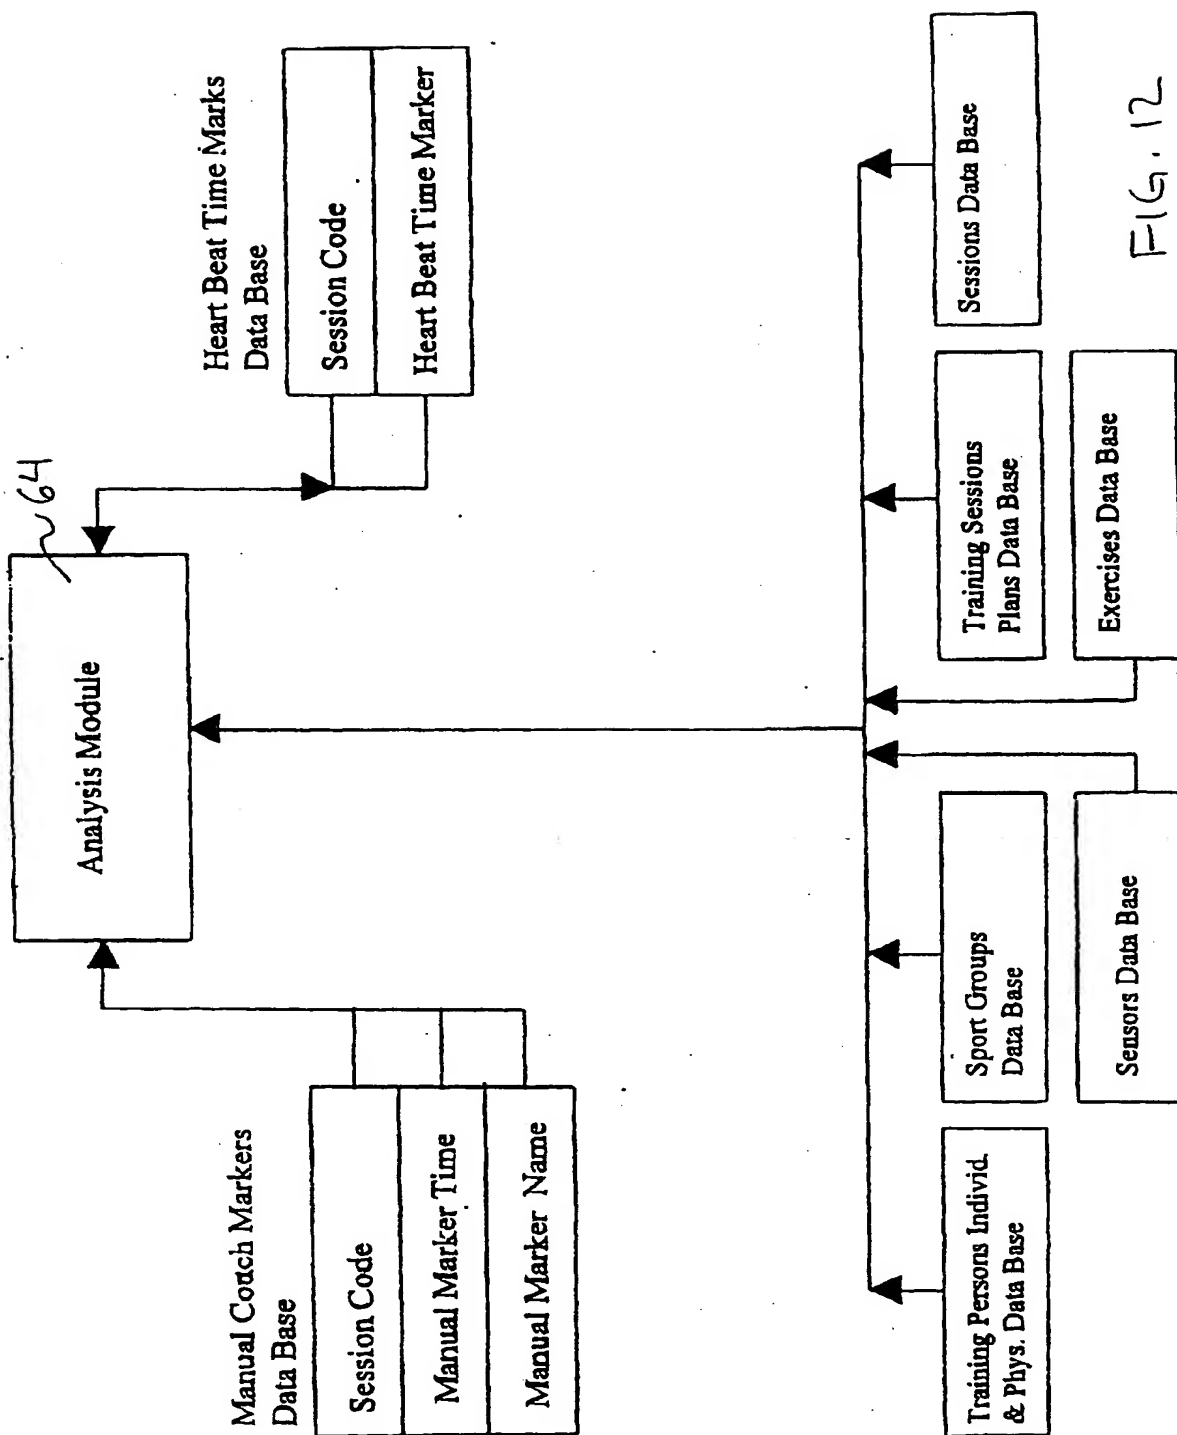 ~64
Analysis Module
Manual Couch Markers
Data Base
Session Code
Manual Marker Time
Manual Marker Name
Heart Beat Time Marks
Data Base
Session Code
Heart Beat Time Marker
Training Persons Individ.
& Phys. Data Base
Sport Groups
Data Base
Training Sessions
Plans Data Base
Sessions Data Base
Sensors Data Base
Exercises Data Base
FIG. 12